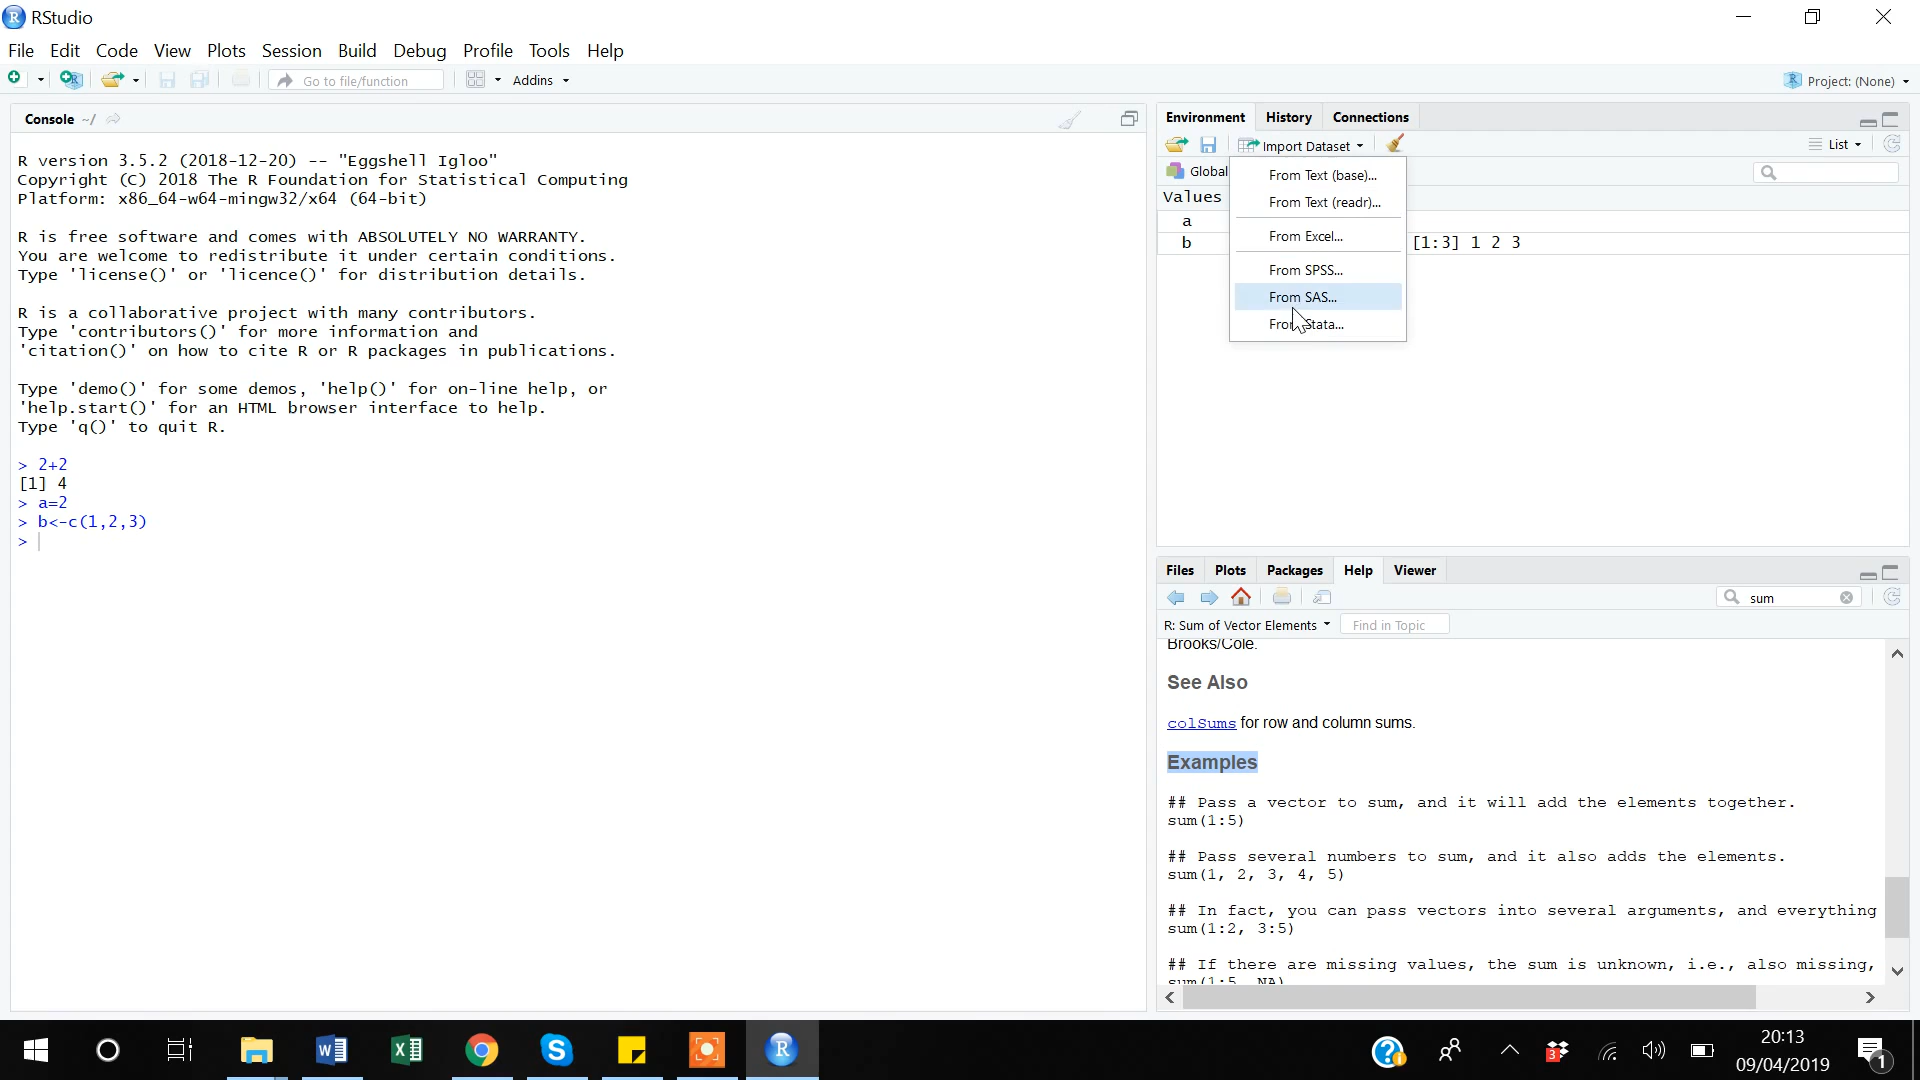 RStudio
File Edit Code View Plots Session Build Debug Profile Tools Help
Go to file/function Addins Project: (None)
Console ~/
R version 3.5.2 (2018-12-20) -- "Eggshell Igloo"
Copyright (C) 2018 The R Foundation for Statistical Computing
Platform: x86_64-w64-mingw32/x64 (64-bit)
R is free software and comes with ABSOLUTELY NO WARRANTY.
You are welcome to redistribute it under certain conditions.
Type 'license()' or 'licence()' for distribution details.
R is a collaborative project with many contributors.
Type 'contributors()' for more information and
'citation()' on how to cite R or R packages in publications.
Type 'demo()' for some demos, 'help()' for on-line help, or
'help.start()' for an HTML browser interface to help.
Type 'q()' to quit R.
> 2+2
[1] 4
> a=2
> b<-c(1,2,3)
>
Environment History Connections
Import Dataset List
Global
Values
a
b [1:3] 1 2 3
From Text (base)...
From Text (readr)...
From Excel...
From SPSS...
From SAS...
From Stata...
Files Plots Packages Help Viewer
sum
R: Sum of Vector Elements Find in Topic
Brooks/Cole.
See Also
colSums for row and column sums.
Examples
## Pass a vector to sum, and it will add the elements together.
sum(1:5)
## Pass several numbers to sum, and it also adds the elements.
sum(1, 2, 3, 4, 5)
## In fact, you can pass vectors into several arguments, and everything
sum(1:2, 3:5)
## If there are missing values, the sum is unknown, i.e., also missing,
sum(1:5, NA)
20:13
09/04/2019
3
1